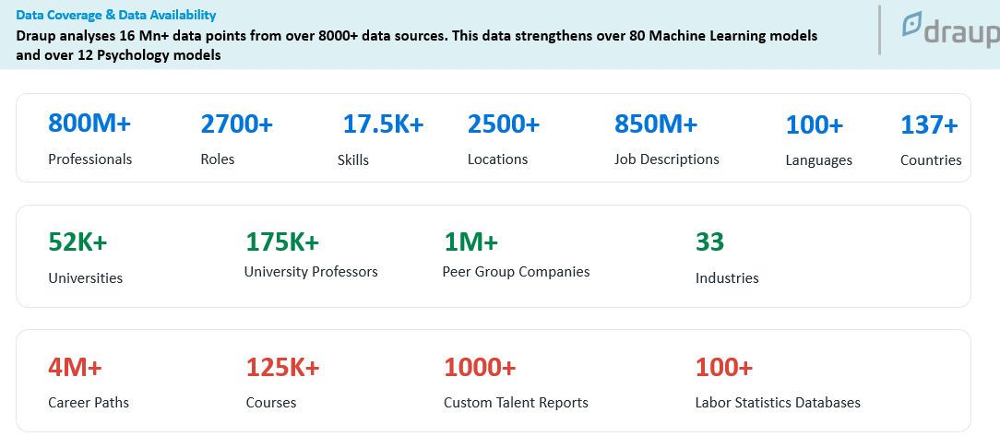 Data Coverage & Data Availability
Draup analyses 16 Mn+ data points from over 8000+ data sources. This data strengthens over 80 Machine Learning models
and over 12 Psychology models
draup
800M+ 2700+ 17.5K+ 2500+ 850M+ 100+ 137+
Professionals Roles Skills Locations Job Descriptions Languages Countries
52K+ 175K+ 1M+ 33
Universities University Professors Peer Group Companies Industries
4M+ 125K+ 1000+ 100+
Career Paths Courses Custom Talent Reports Labor Statistics Databases